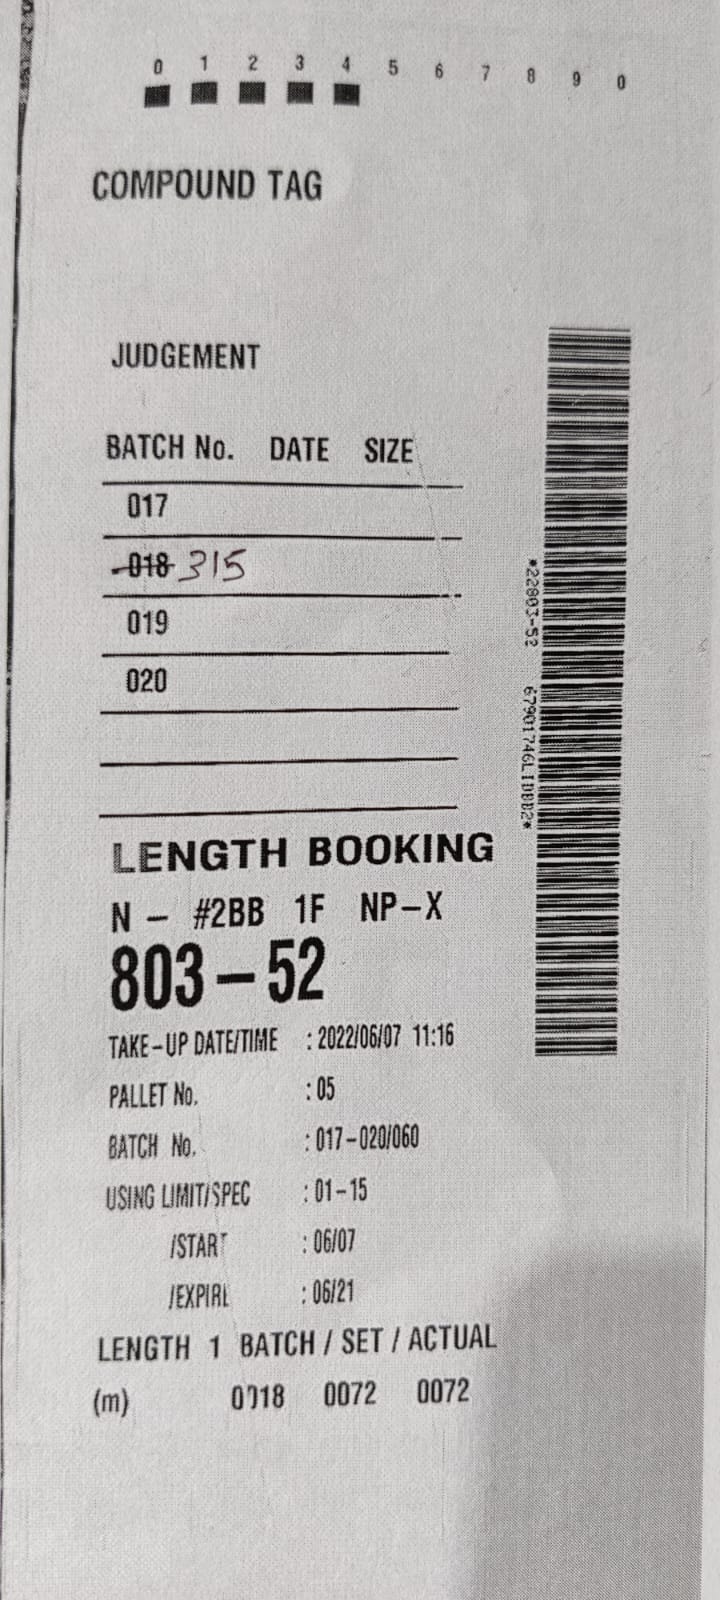 0 1 2 3 4 5 6 7 8 9 0
COMPOUND TAG
JUDGEMENT
BATCH No. DATE SIZE
017
018 315
019
020
*22803-52 6790174GLIDBB2*
LENGTH BOOKING
N - #2BB 1F NP-X
803-52
TAKE-UP DATE/TIME : 2022/06/07 11:16
PALLET No. : 05
BATCH No. : 017-020/060
USING LIMIT/SPEC : 01-15
/START : 06/07
/EXPIRE : 06/21
LENGTH 1 BATCH / SET / ACTUAL
(m) 0018 0072 0072